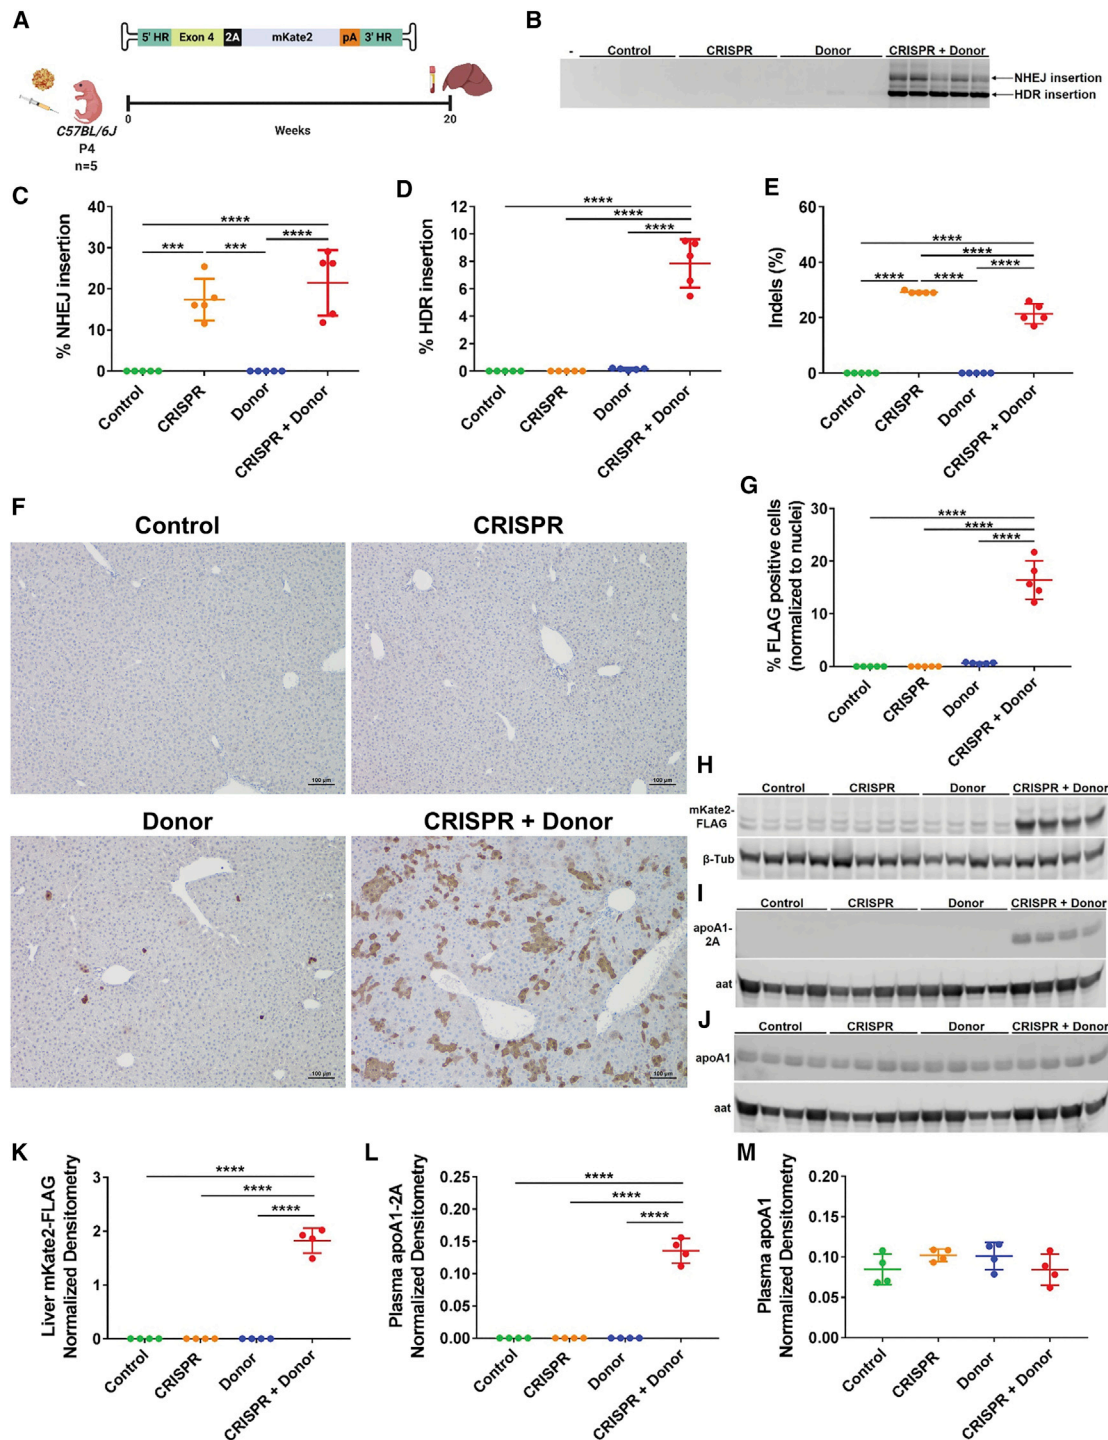 A
5' HR Exon 4 2A mKate2 pA 3' HR
C57BL/6J
P4
n=5
0
Weeks
20
B
- Control CRISPR Donor CRISPR + Donor
NHEJ insertion
HDR insertion
C
% NHEJ insertion
40
30
20
10
0
****
*** *** ****
Control
CRISPR
Donor
CRISPR + Donor
D
% HDR insertion
12
10
8
6
4
2
0
****
****
****
Control
CRISPR
Donor
CRISPR + Donor
E
Indels (%)
60
40
20
0
****
****
****
**** ****
Control
CRISPR
Donor
CRISPR + Donor
F
Control
CRISPR
100 µm
100 µm
Donor
CRISPR + Donor
100 µm
100 µm
G
% FLAG positive cells
(normalized to nuclei)
30
20
10
0
****
****
****
Control
CRISPR
Donor
CRISPR + Donor
H
Control CRISPR Donor CRISPR + Donor
mKate2-
FLAG
β-Tub
I
Control CRISPR Donor CRISPR + Donor
apoA1-
2A
aat
J
Control CRISPR Donor CRISPR + Donor
apoA1
aat
K
Liver mKate2-FLAG
Normalized Densitometry
3
2
1
0
****
****
****
Control
CRISPR
Donor
CRISPR + Donor
L
Plasma apoA1-2A
Normalized Densitometry
0.25
0.20
0.15
0.10
0.05
0.00
****
****
****
Control
CRISPR
Donor
CRISPR + Donor
M
Plasma apoA1
Normalized Densitometry
0.20
0.15
0.10
0.05
0.00
Control
CRISPR
Donor
CRISPR + Donor